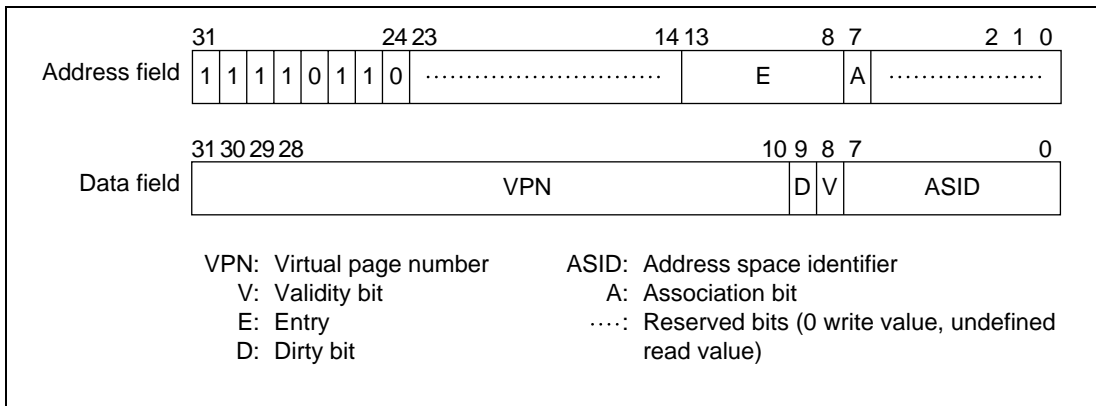 31 24 23 14 13 8 7 2 1 0
Address field 1 1 1 1 0 1 1 0 ........................... E A ..................
31 30 29 28 10 9 8 7 0
Data field VPN D V ASID
VPN: Virtual page number ASID: Address space identifier
V: Validity bit A: Association bit
E: Entry ....: Reserved bits (0 write value, undefined
D: Dirty bit read value)